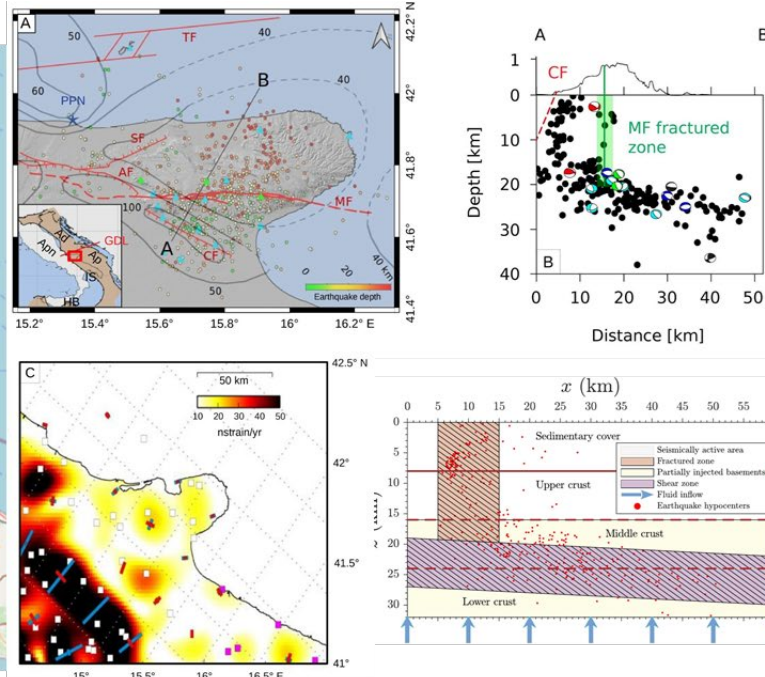 A
50
TF
40
42.2° N
60
PPN
B
40
42°
SF
AF
41.8°
100
MF
Ad
GDL
Apn
Ap
IS
HB
A
CF
50
0 20 40 km
Earthquake depth
41.6°
41.4°
15.2° 15.4° 15.6° 15.8° 16° 16.2° E
A
1
0
CF
MF fractured
zone
10
20
30
40
Depth [km]
B
0 10 20 30 40 50
Distance [km]
C
50 km
10 20 30 40 50
nstrain/yr
42.5° N
42°
41.5°
41°
15° 15.5° 16° 16.5° E
x (km)
0 5 10 15 20 25 30 35 40 45 50 55
0
5
10
15
20
25
30
(km)
Sedimentary cover
Upper crust
Middle crust
Lower crust
Seismically active area
Fractured zone
Partially injected basements
Shear zone
Fluid inflow
Earthquake hypocenters